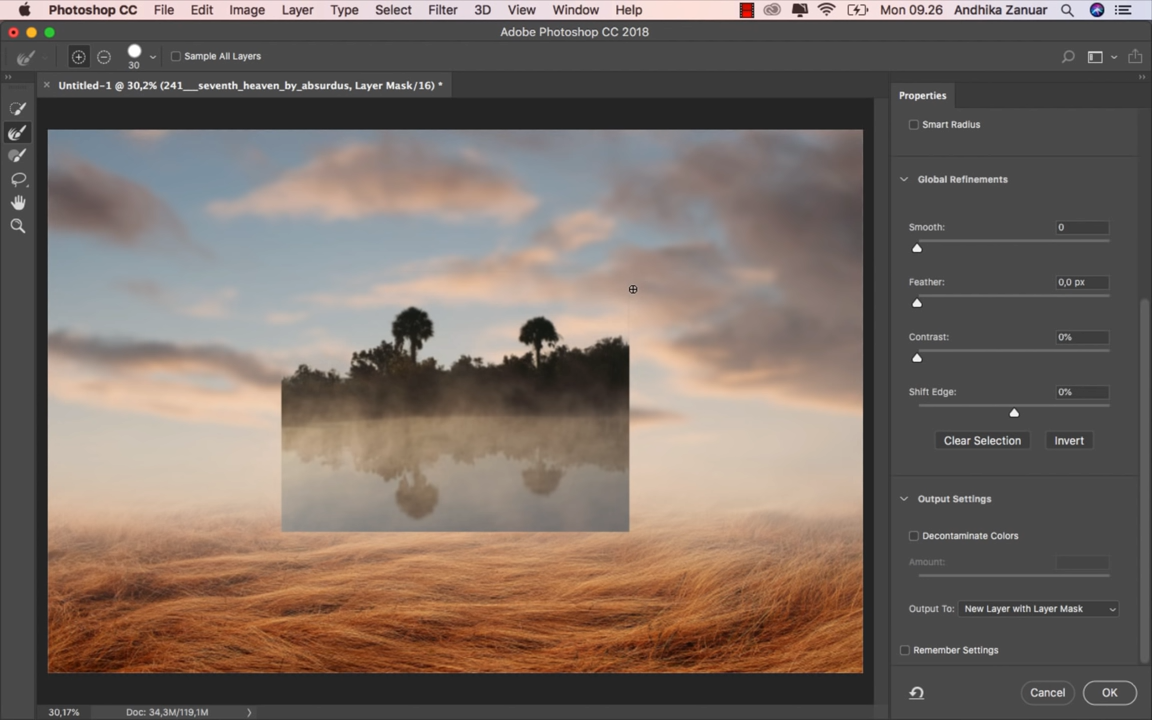 Photoshop CC File Edit Image Layer Type Select Filter 3D View Window Help Mon 09.26 Andhika Zanuar
Adobe Photoshop CC 2018
30 Sample All Layers
× Untitled-1 @ 30,2% (241___seventh_heaven_by_absurdus, Layer Mask/16) *
Properties
Smart Radius
Global Refinements
Smooth: 0
Feather: 0,0 px
Contrast: 0%
Shift Edge: 0%
Clear Selection Invert
Output Settings
Decontaminate Colors
Amount:
Output To: New Layer with Layer Mask
Remember Settings
Cancel OK
30,17% Doc: 34,3M/119,1M